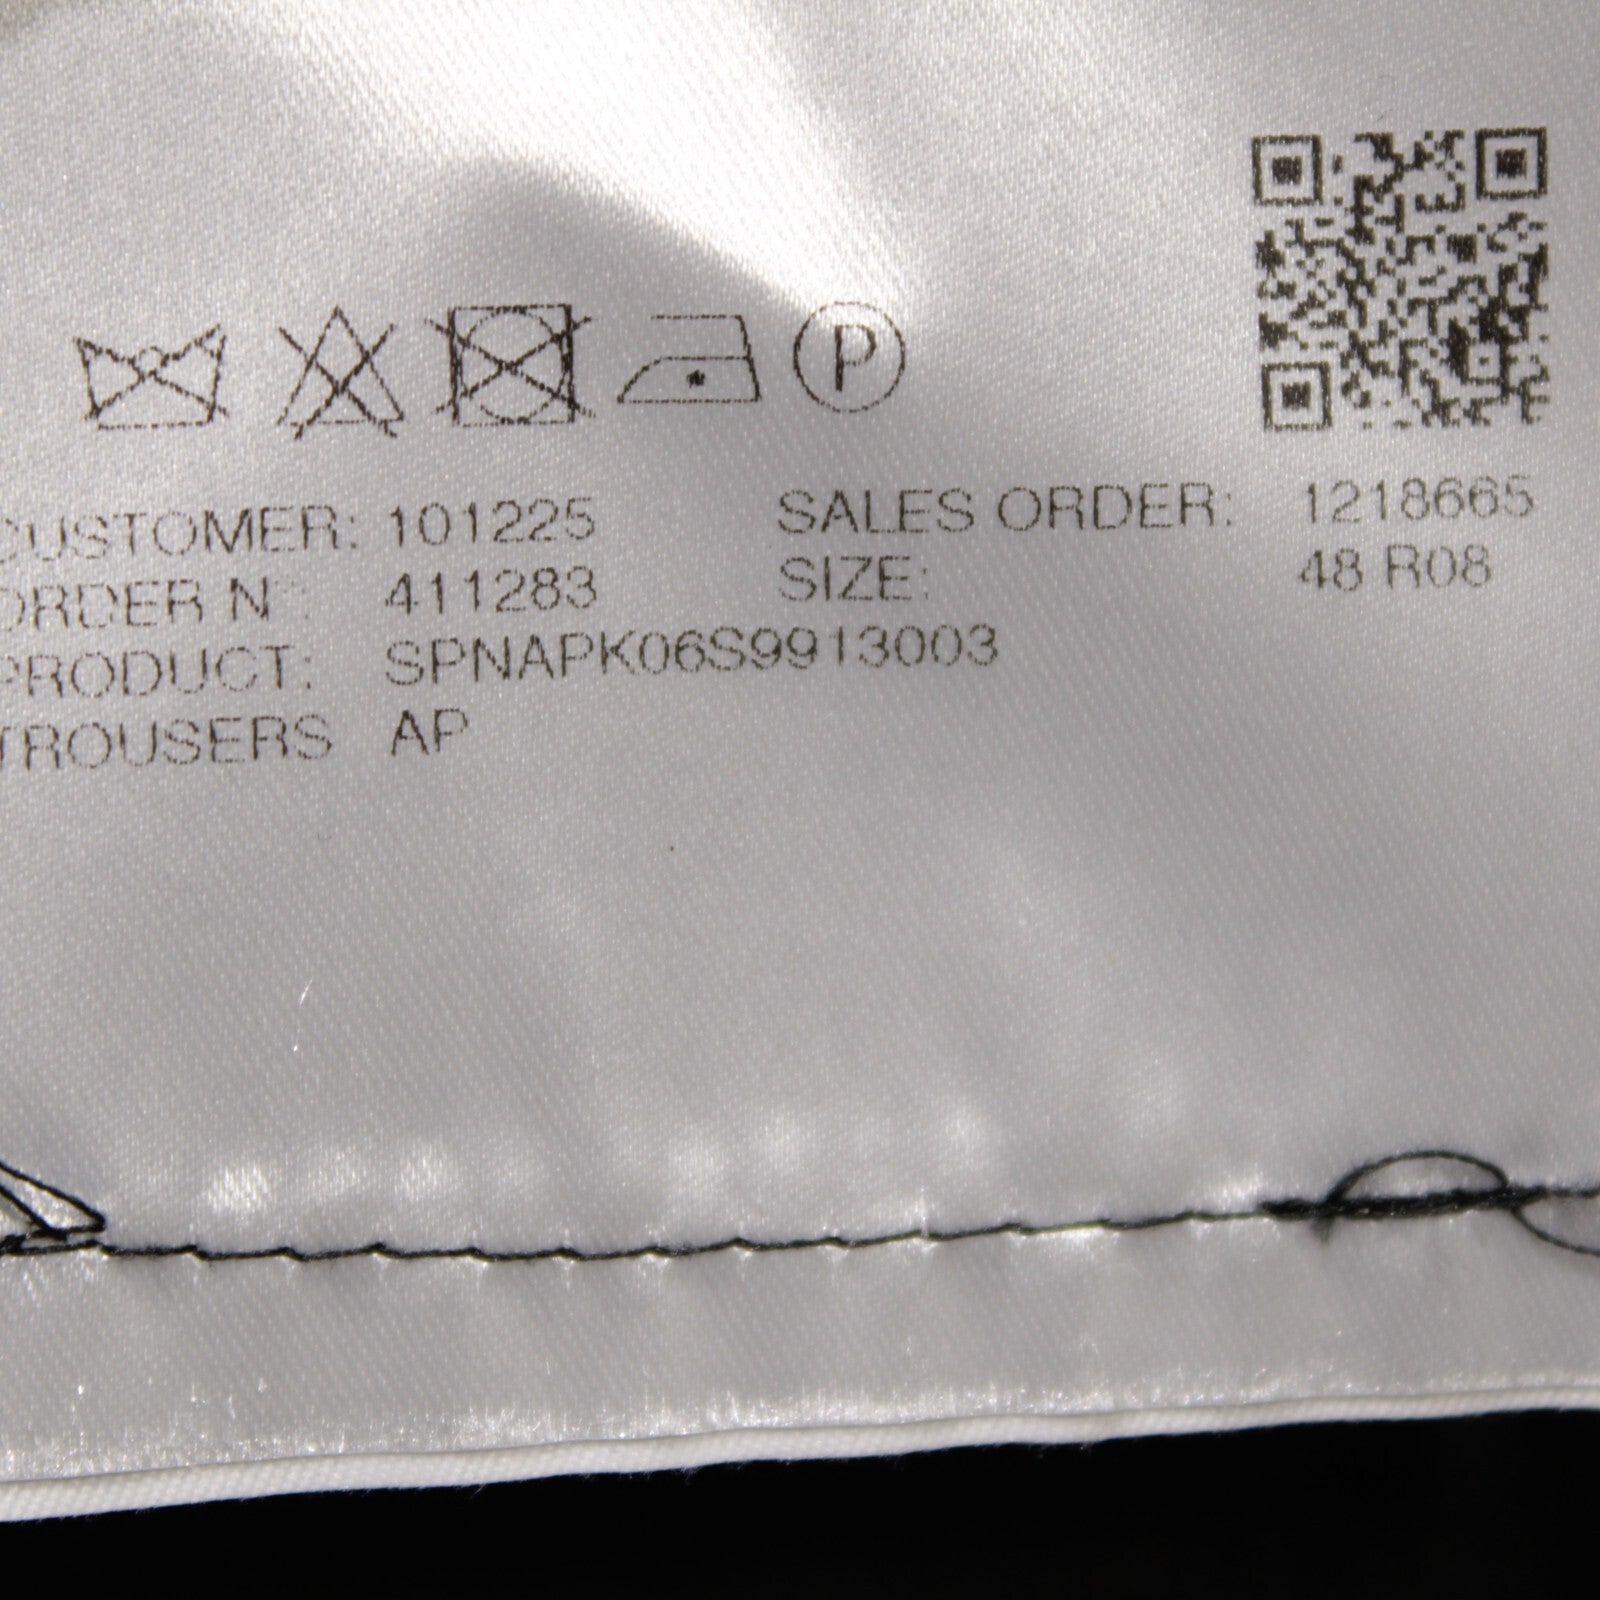 P
CUSTOMER: 101225 SALES ORDER: 1218665
ORDER N°: 411283 SIZE: 48 R08
PRODUCT: SPNAPK06S9913003
TROUSERS AP